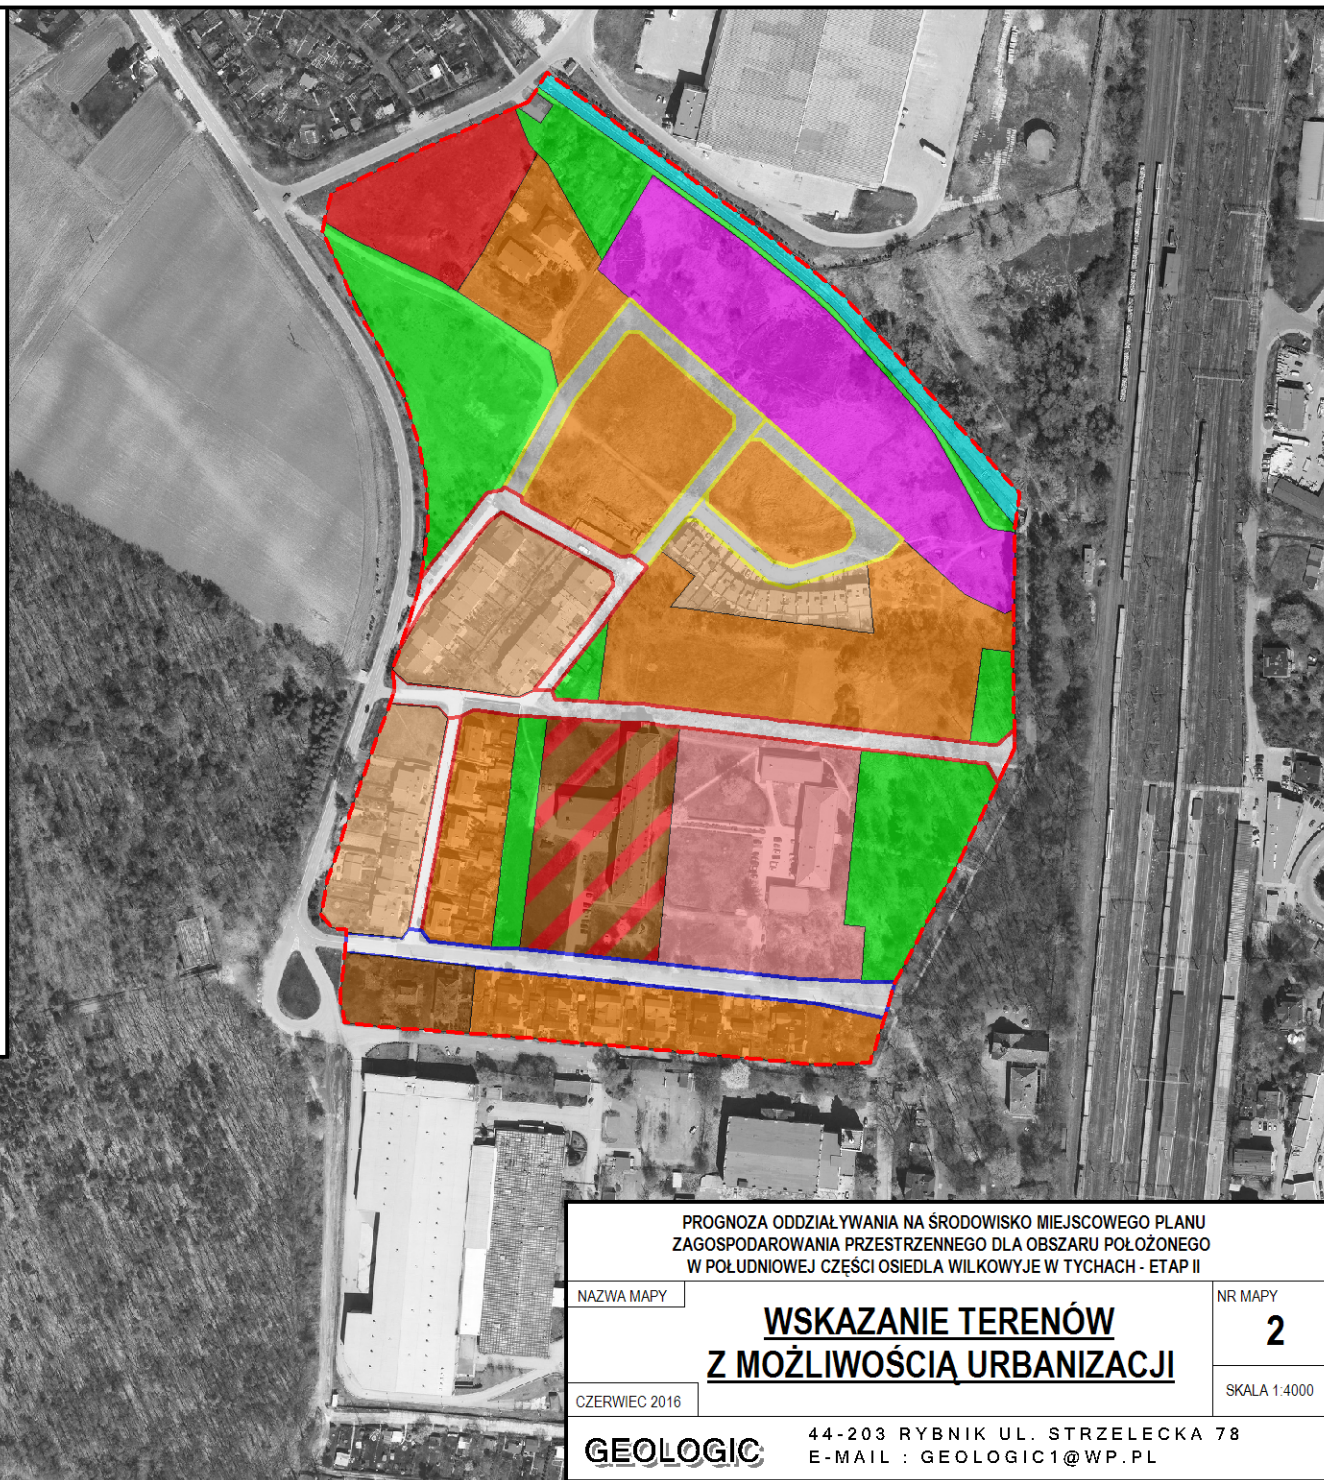 PROGNOZA ODDZIAŁYWANIA NA ŚRODOWISKO MIEJSCOWEGO PLANU
ZAGOSPODAROWANIA PRZESTRZENNEGO DLA OBSZARU POŁOŻONEGO
W POŁUDNIOWEJ CZĘŚCI OSIEDLA WILKOWYJE W TYCHACH - ETAP II
NAZWA MAPY
WSKAZANIE TERENÓW
Z MOŻLIWOŚCIĄ URBANIZACJI
NR MAPY
2
CZERWIEC 2016
SKALA 1:4000
GEOLOGIC
44-203 RYBNIK UL. STRZELECKA 78
E-MAIL : GEOLOGIC1@WP.PL